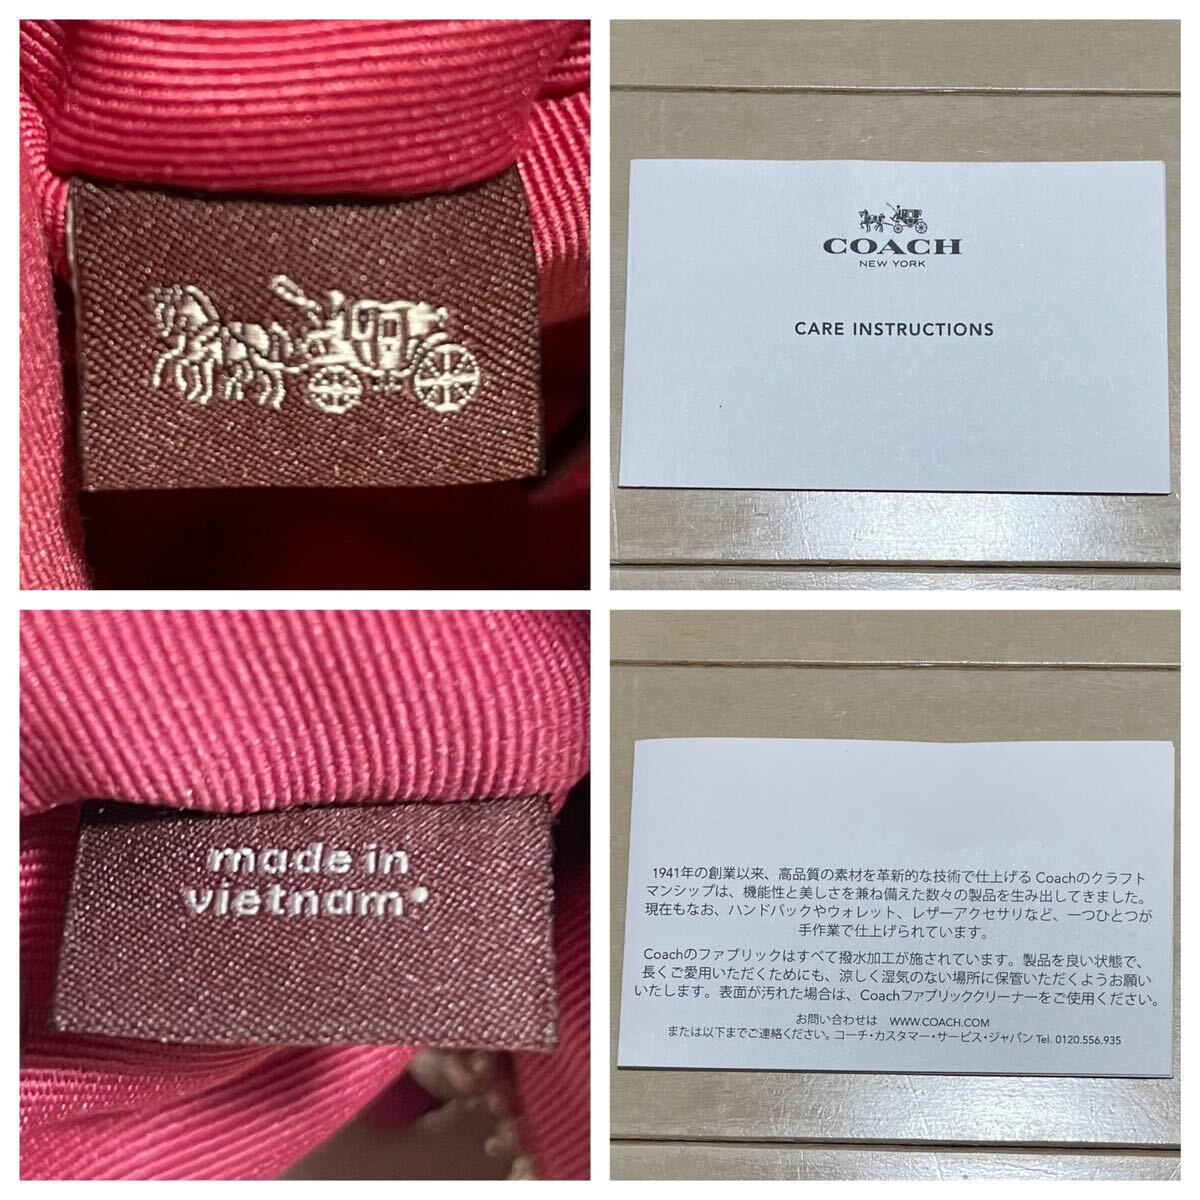 COACH
NEW YORK
CARE INSTRUCTIONS
made in
vietnam
1941年の創業以来、高品質の素材を革新的な技術で仕上げる Coachのクラフト
マンシップは、機能性と美しさを兼ね備えた数々の製品を生み出してきました。
現在もなお、ハンドバックやウォレット、レザーアクセサリなど、一つひとつが
手作業で仕上げられています。
Coachのファブリックはすべて撥水加工が施されています。製品を良い状態で、
長くご愛用いただくためにも、涼しく湿気のない場所に保管いただくようお願い
いたします。表面が汚れた場合は、Coachファブリッククリーナーをご使用ください。
お問い合わせは WWW.COACH.COM
または以下までご連絡ください。コーチ・カスタマー・サービス・ジャパン Tel. 0120.556.935